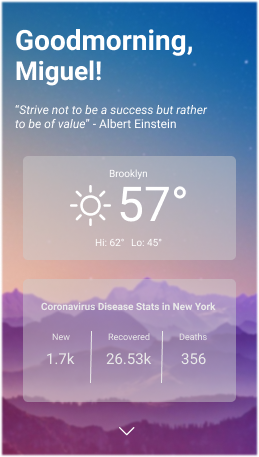 Goodmorning,
Miguel!
“Strive not to be a success but rather
to be of value” - Albert Einstein
Brooklyn
57°
Hi: 62° Lo: 45°
Coronavirus Disease Stats in New York
New Recovered Deaths
1.7k 26.53k 356